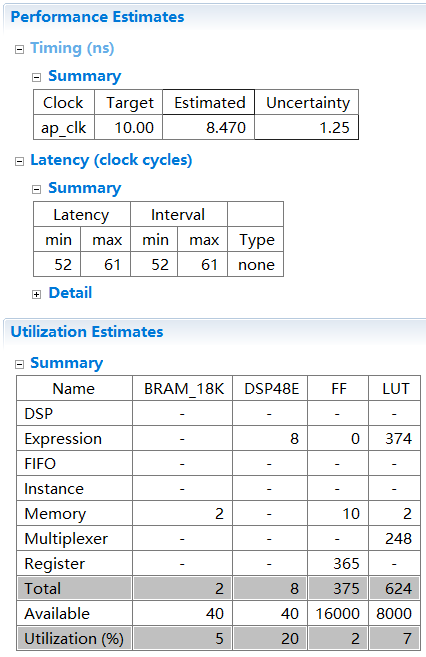 Performance Estimates
Timing (ns)
Summary
Clock Target Estimated Uncertainty
ap_clk 10.00 8.470 1.25
Latency (clock cycles)
Summary
Latency Interval
min max min max Type
52 61 52 61 none
Detail
Utilization Estimates
Summary
Name BRAM_18K DSP48E FF LUT
DSP - - - -
Expression - 8 0 374
FIFO - - - -
Instance - - - -
Memory 2 - 10 2
Multiplexer - - - 248
Register - - 365 -
Total 2 8 375 624
Available 40 40 16000 8000
Utilization (%) 5 20 2 7